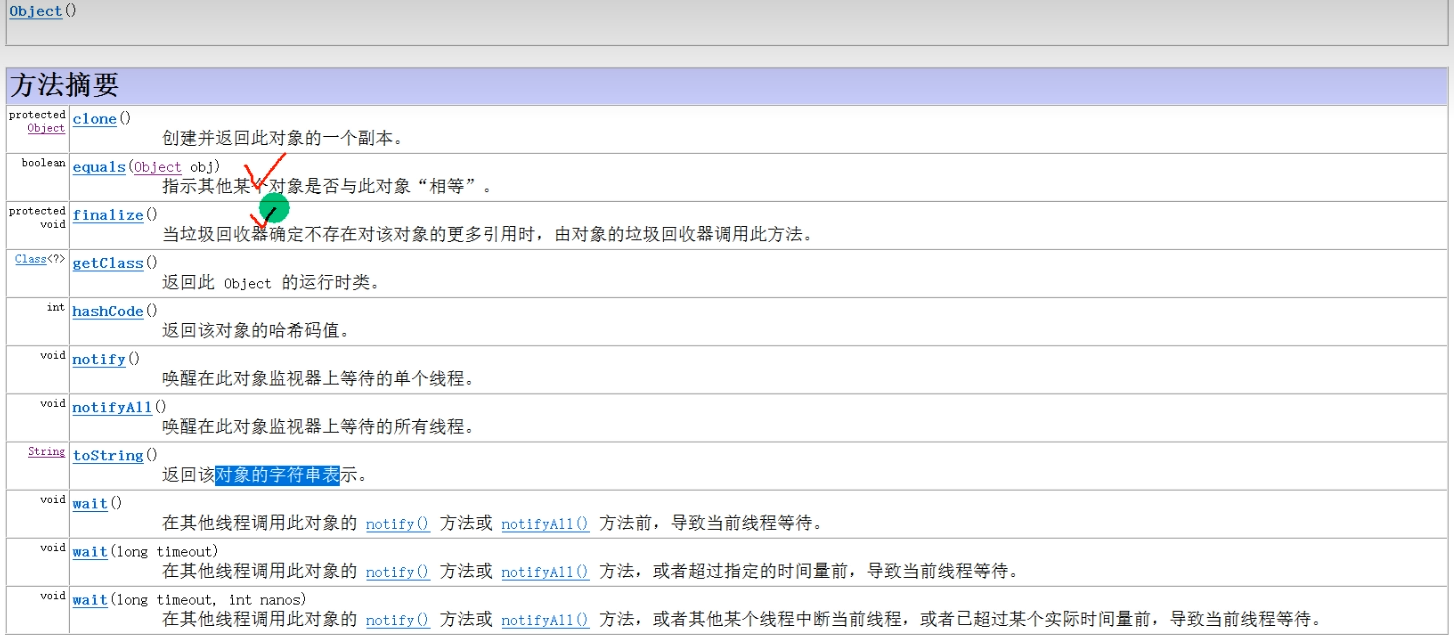 Object()
方法摘要
protected Object clone()
创建并返回此对象的一个副本。
boolean equals(Object obj)
指示其他某个对象是否与此对象“相等”。
protected void finalize()
当垃圾回收器确定不存在对该对象的更多引用时，由对象的垃圾回收器调用此方法。
Class<?> getClass()
返回此 Object 的运行时类。
int hashCode()
返回该对象的哈希码值。
void notify()
唤醒在此对象监视器上等待的单个线程。
void notifyAll()
唤醒在此对象监视器上等待的所有线程。
String toString()
返回该对象的字符串表示。
void wait()
在其他线程调用此对象的 notify() 方法或 notifyAll() 方法前，导致当前线程等待。
void wait(long timeout)
在其他线程调用此对象的 notify() 方法或 notifyAll() 方法，或者超过指定的时间量前，导致当前线程等待。
void wait(long timeout, int nanos)
在其他线程调用此对象的 notify() 方法或 notifyAll() 方法，或者其他某个线程中断当前线程，或者已超过某个实际时间量前，导致当前线程等待。